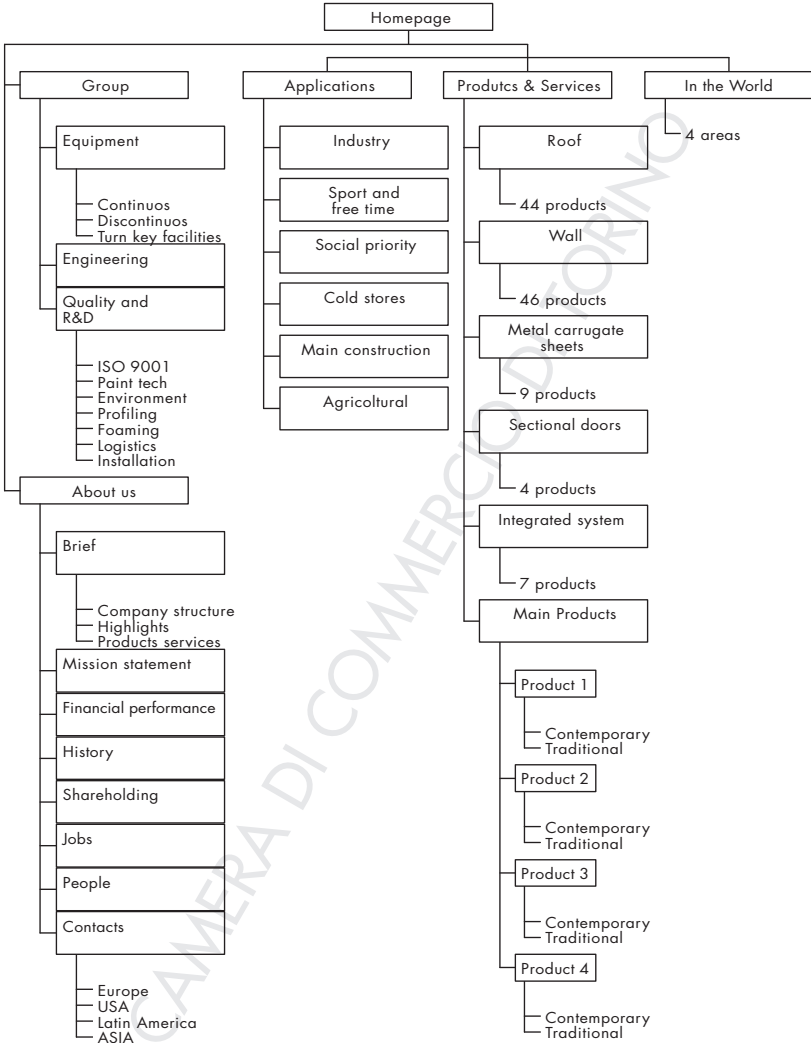 Homepage
Group
Equipment
Continuos
Discontinuos
Turn key facilities
Engineering
Quality and
R&D
ISO 9001
Paint tech
Environment
Profiling
Foaming
Logistics
Installation
About us
Brief
Company structure
Highlights
Products services
Mission statement
Financial performance
History
Shareholding
Jobs
People
Contacts
Europe
USA
Latin America
ASIA
Applications
Industry
Sport and
free time
Social priority
Cold stores
Main construction
Agricoltural
Produtcs & Services
Roof
44 products
Wall
46 products
Metal carrugate
sheets
9 products
Sectional doors
4 products
Integrated system
7 products
Main Products
Product 1
Contemporary
Traditional
Product 2
Contemporary
Traditional
Product 3
Contemporary
Traditional
Product 4
Contemporary
Traditional
In the World
4 areas
CAMERA DI COMMERCIO DI TORINO